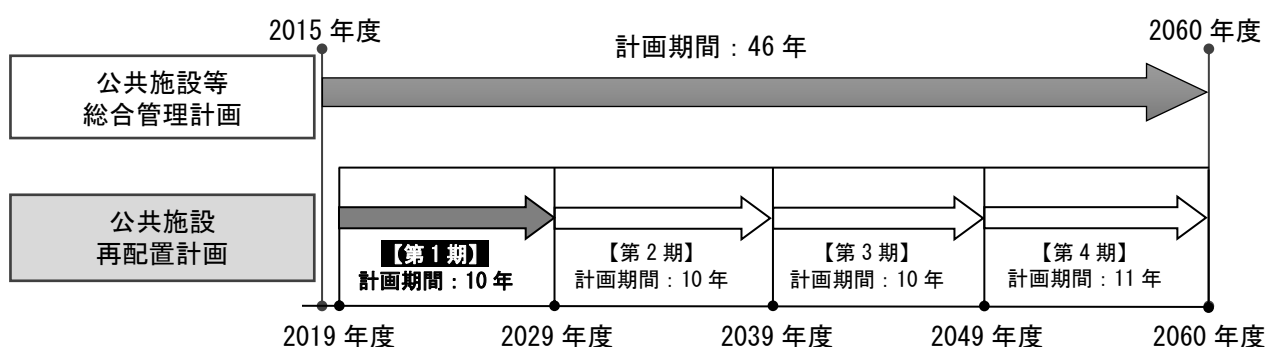 2015 年度
2060 年度
計画期間：46 年
公共施設等
総合管理計画
公共施設
再配置計画
【第１期】
計画期間：10 年
【第２期】
計画期間：10 年
【第３期】
計画期間：10 年
【第４期】
計画期間：11 年
2019 年度
2029 年度
2039 年度
2049 年度
2060 年度